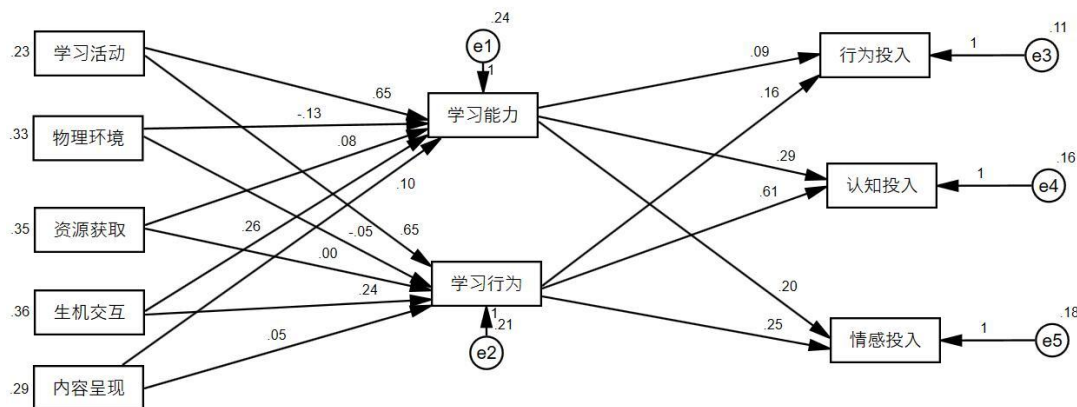 .24
e1
1
.11
.23
学习活动
.09
行为投入
1
e3
.65
.16
学习能力
-.13
.33
物理环境
.08
.29
.16
.10
.61
认知投入
1
e4
.35
资源获取
.26
-.05
.65
.00
学习行为
.36
生机交互
.24
.20
1
.21
.25
.18
.05
e2
情感投入
1
e5
.29
内容呈现